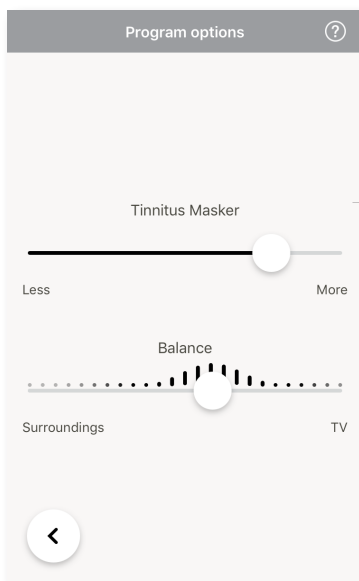 Program options
?
Tinnitus Masker
Less More
Balance
Surroundings TV